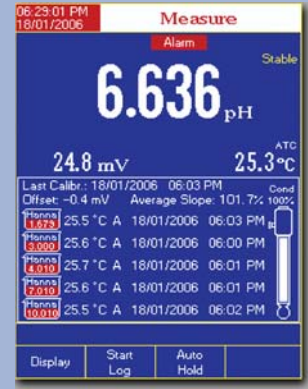 06:29:01 PM
18/01/2006
Measure
Alarm
Stable
6.636 pH
ATC
24.8 mV
25.3°C
Last Calibr.: 18/01/2006 06:03 PM
Offset: -0.4 mV Average Slope: 101.7%
Cond
100%
Hanna
1.679 25.5 °C A 18/01/2006 06:03 PM
Hanna
3.000 25.6 °C A 18/01/2006 06:00 PM
Hanna
4.010 25.7 °C A 18/01/2006 06:01 PM
Hanna
7.010 25.6 °C A 18/01/2006 06:01 PM
Hanna
10.010 25.5 °C A 18/01/2006 06:02 PM
Display
Start
Log
Auto
Hold